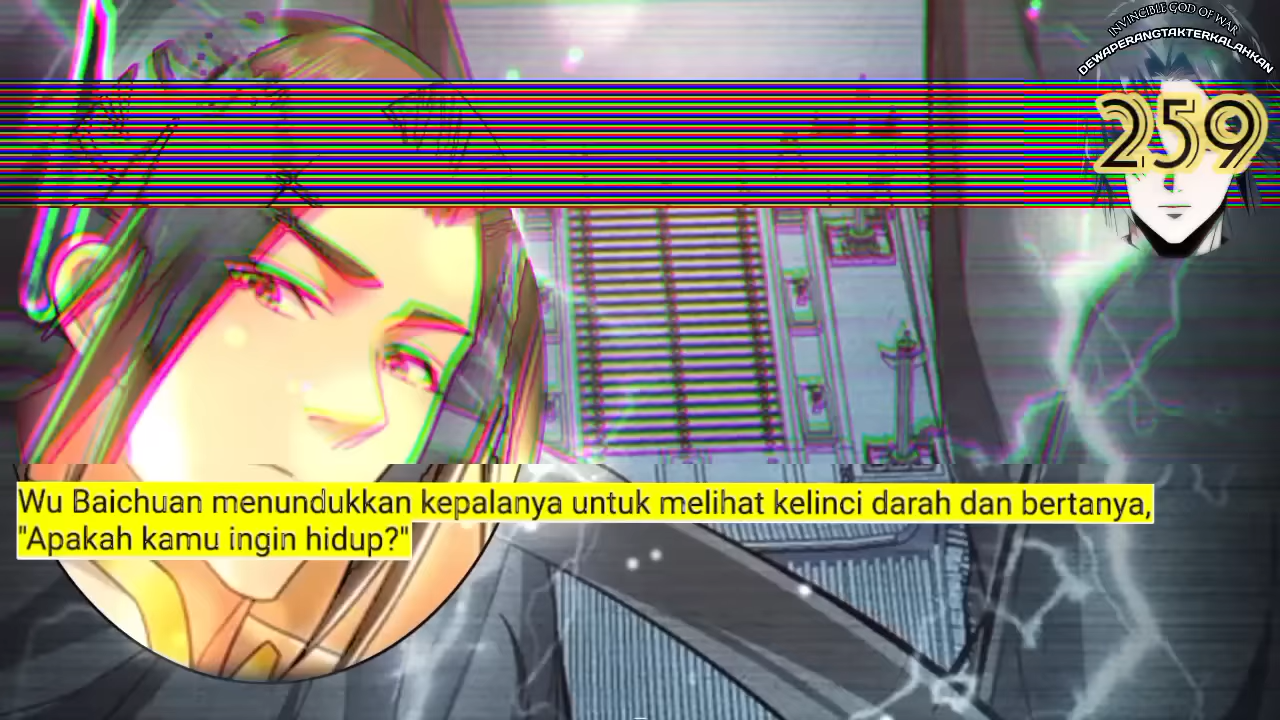 INVINCIBLE GOD OF WAR
DEWAPERANGTAKTERKALAHKAN
259
Wu Baichuan menundukkan kepalanya untuk melihat kelinci darah dan bertanya,
"Apakah kamu ingin hidup?"